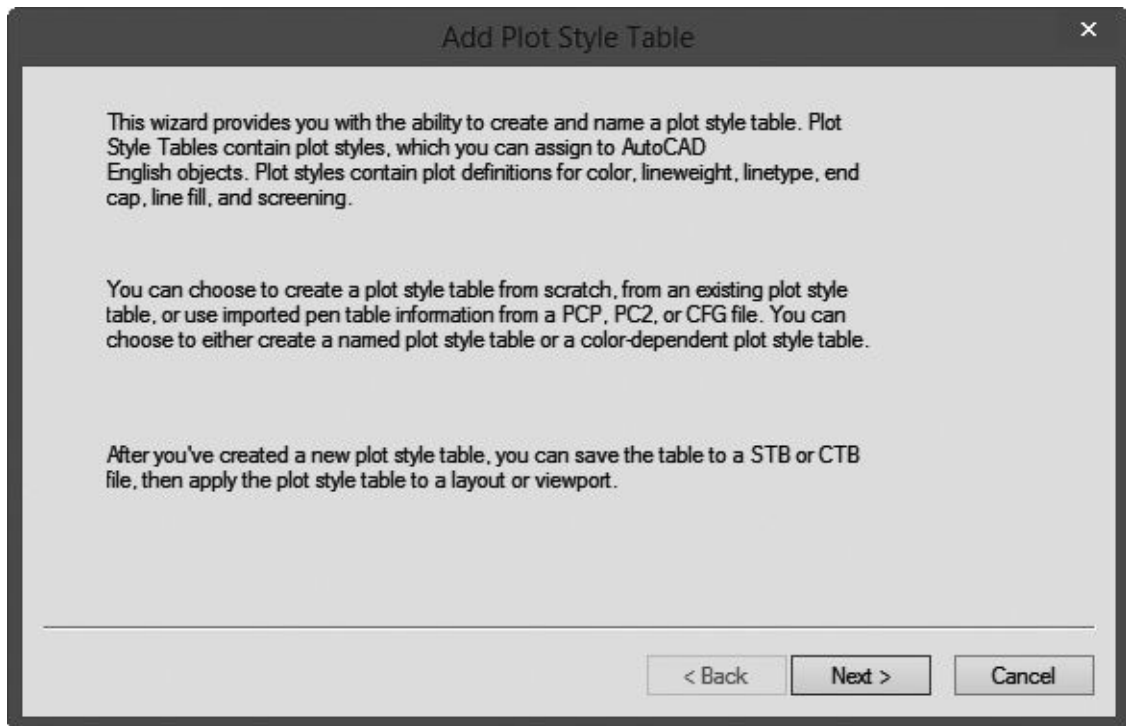 Add Plot Style Table
This wizard provides you with the ability to create and name a plot style table. Plot
Style Tables contain plot styles, which you can assign to AutoCAD
English objects. Plot styles contain plot definitions for color, lineweight, linetype, end
cap, line fill, and screening.
You can choose to create a plot style table from scratch, from an existing plot style
table, or use imported pen table information from a PCP, PC2, or CFG file. You can
choose to either create a named plot style table or a color-dependent plot style table.
After you've created a new plot style table, you can save the table to a STB or CTB
file, then apply the plot style table to a layout or viewport.
< Back Next > Cancel